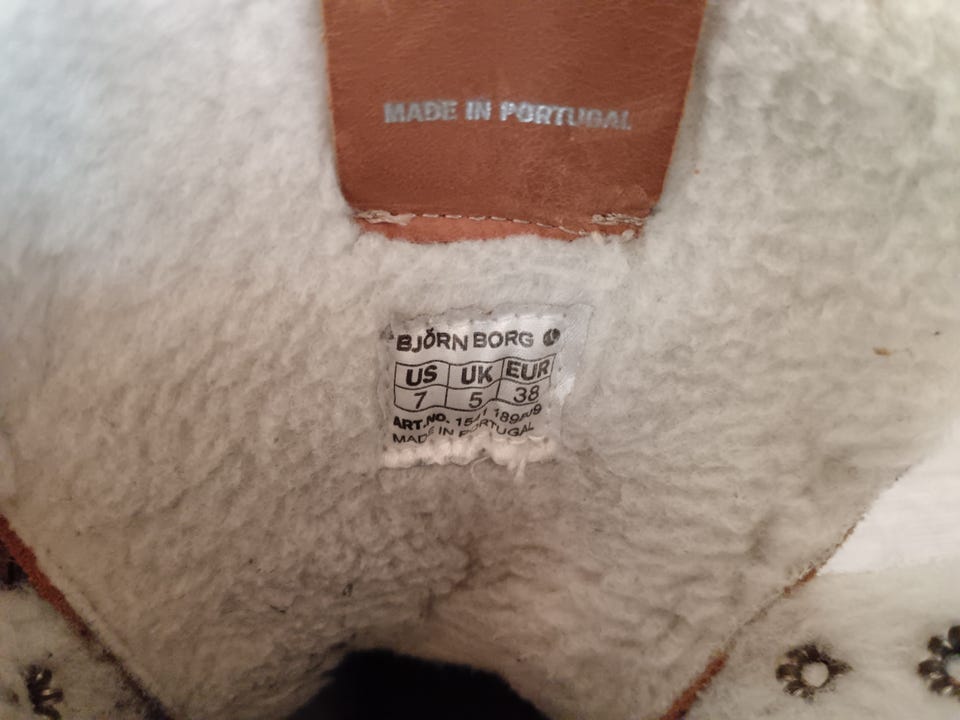 MADE IN PORTUGAL
BJÖRN BORG
US UK EUR
7 5 38
ART.NO.
MADE IN PORTUGAL